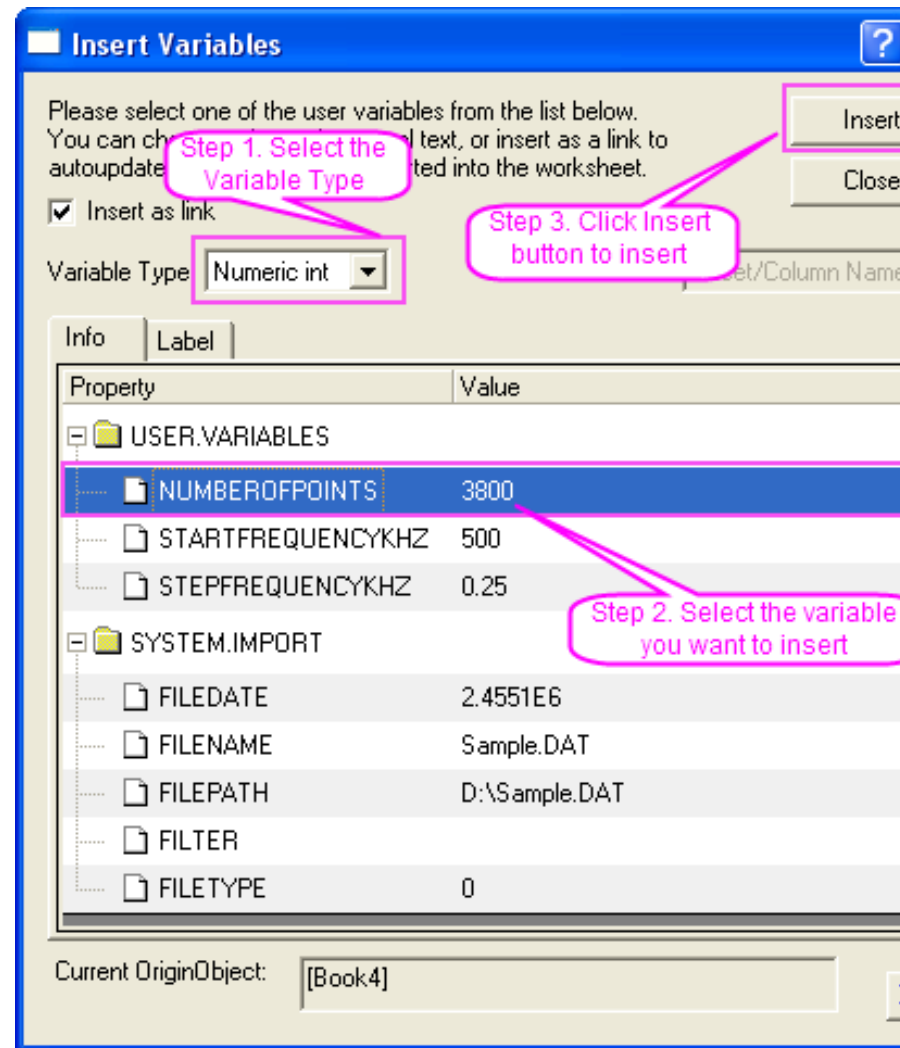 Insert Variables
?
Please select one of the user variables from the list below.
You can text, or insert as a link to
autoupdate into the worksheet.
Step 1. Select the
Variable Type
Insert
Close
Insert as link
Step 3. Click Insert
button to insert
Variable Type Numeric int
/Column Name
Info Label
Property Value
USER.VARIABLES
NUMBEROFPOINTS 3800
STARTFREQUENCYKHZ 500
STEPFREQUENCYKHZ 0.25
Step 2. Select the variable
you want to insert
SYSTEM.IMPORT
FILEDATE 2.4551E6
FILENAME Sample.DAT
FILEPATH D:\Sample.DAT
FILTER
FILETYPE 0
Current OriginObject: [Book4]